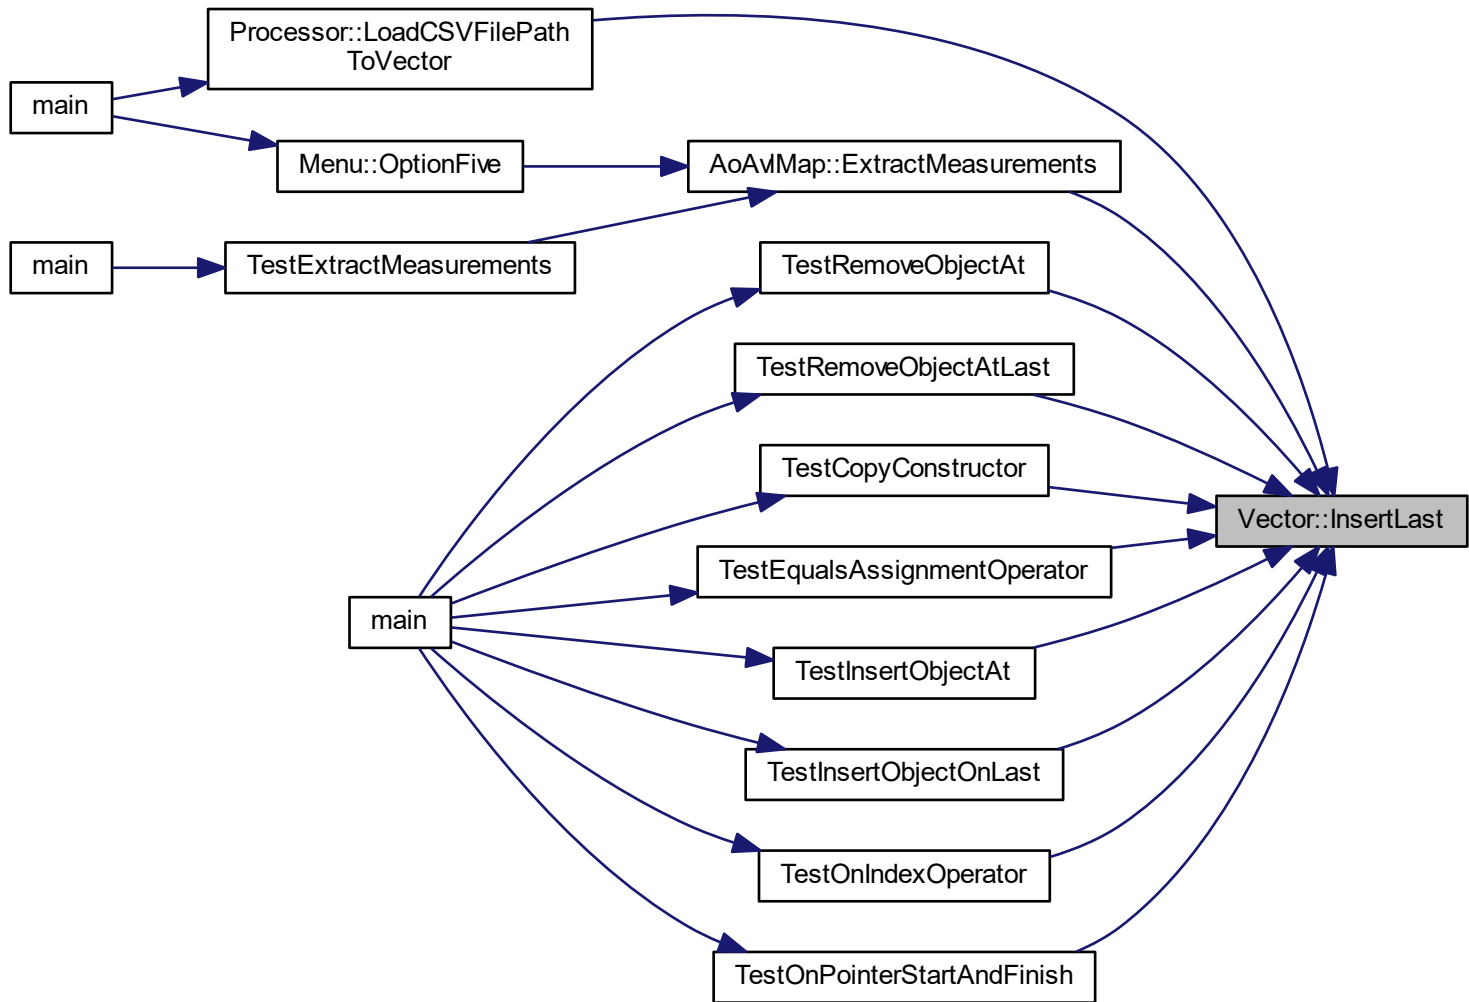 Processor::LoadCSVFilePath
ToVector
main
Menu::OptionFive
AoAvlMap::ExtractMeasurements
main
TestExtractMeasurements
TestRemoveObjectAt
TestRemoveObjectAtLast
TestCopyConstructor
Vector::InsertLast
TestEqualsAssignmentOperator
main
TestInsertObjectAt
TestInsertObjectOnLast
TestOnIndexOperator
TestOnPointerStartAndFinish